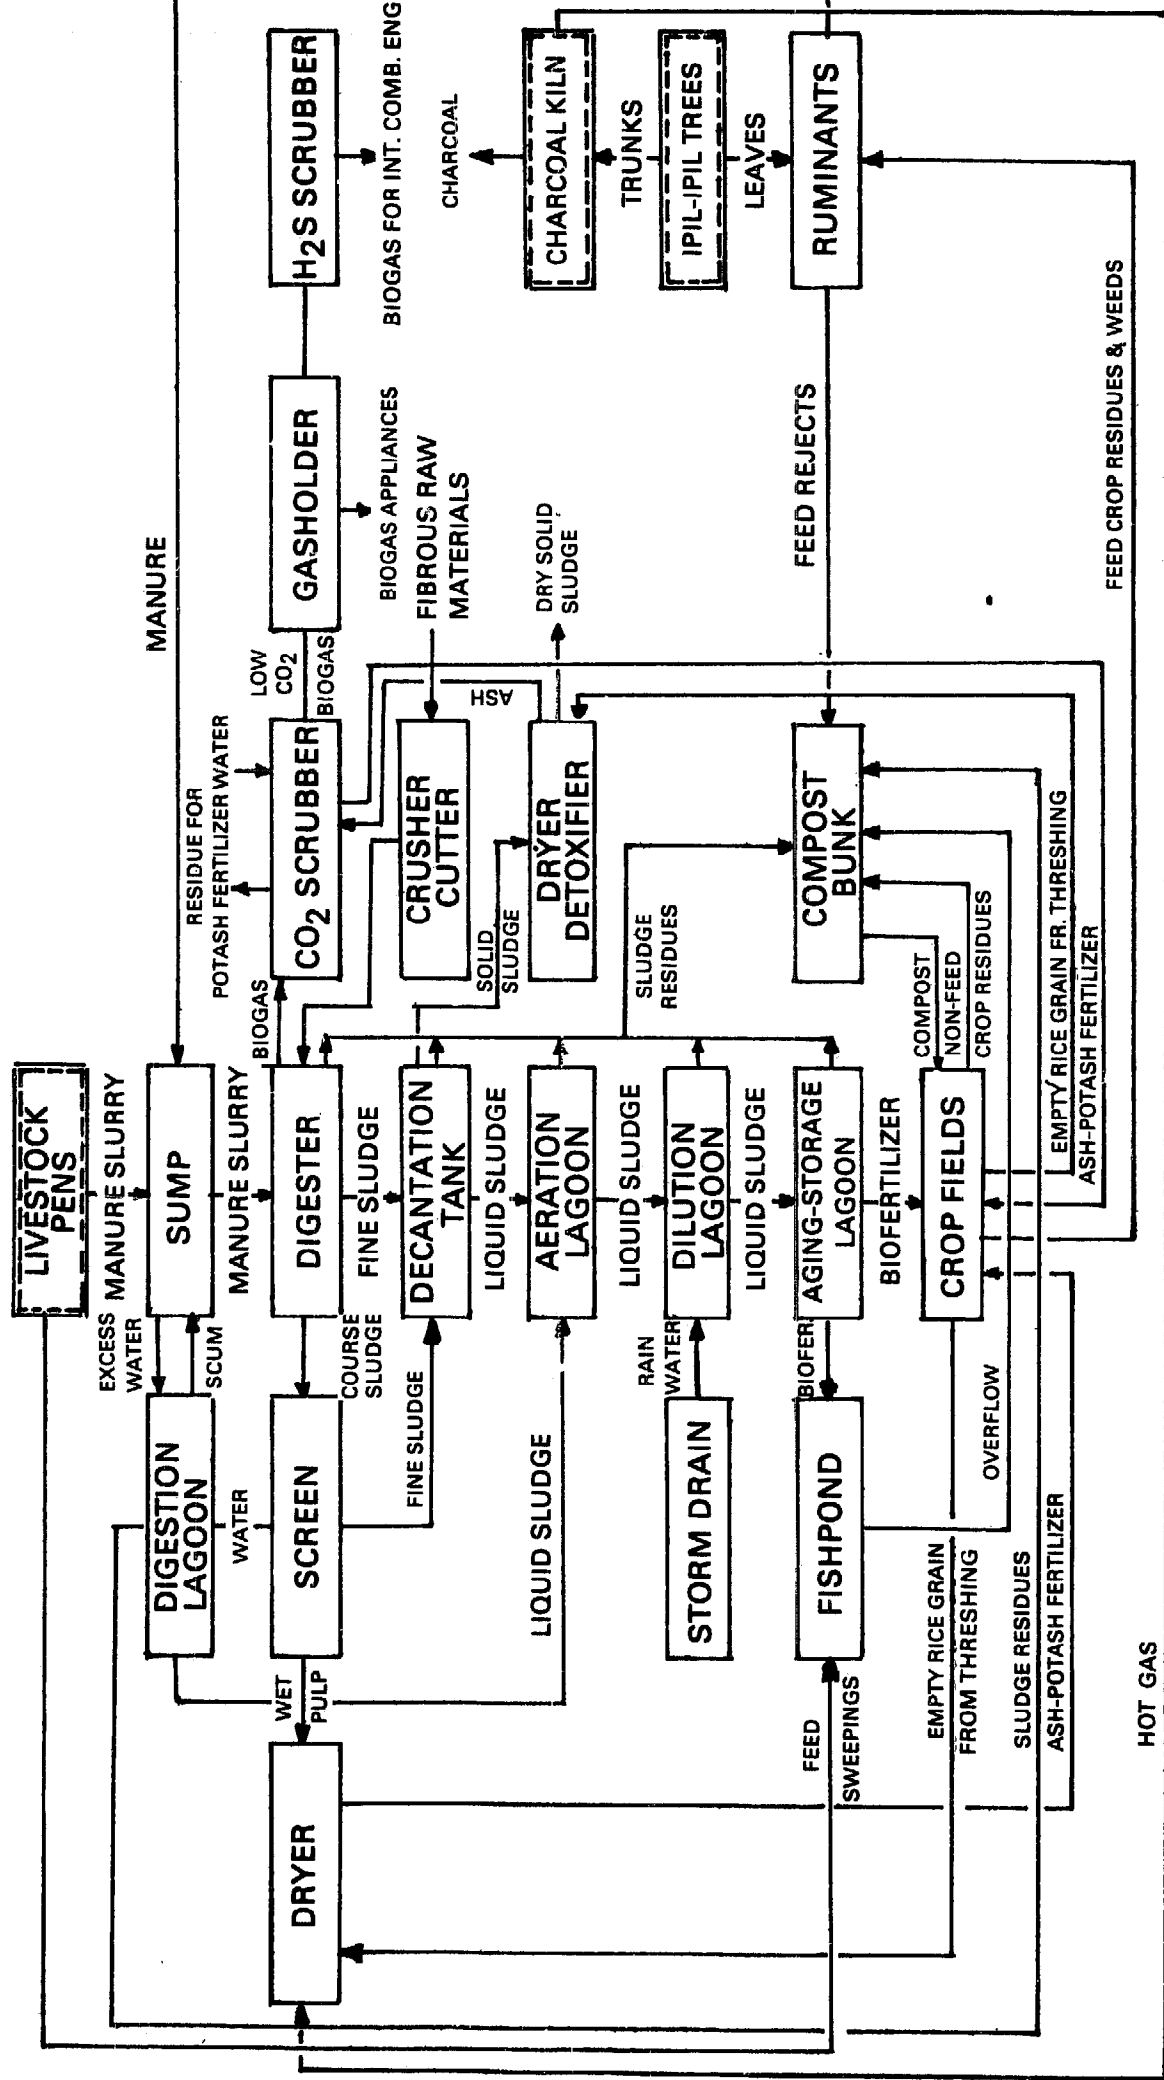 LIVESTOCK
PENS
MANURE SLURRY
EXCESS
WATER
SCUM
SUMP
MANURE
DIGESTION
LAGOON
WATER
MANURE SLURRY
BIOGAS
RESIDUE FOR
POTASH FERTILIZER WATER
LOW
CO2
BIOGAS
DRYER
WET
PULP
SCREEN
COURSE
SLUDGE
DIGESTER
CO2 SCRUBBER
GASHOLDER
H2S SCRUBBER
BIOGAS APPLIANCES
BIOGAS FOR INT. COMB. ENG
FINE SLUDGE
FINE SLUDGE
DECANTATION
TANK
CRUSHER
CUTTER
FIBROUS RAW
MATERIALS
CHARCOAL
ASH
SOLID
SLUDGE
LIQUID SLUDGE
LIQUID SLUDGE
AERATION
LAGOON
DRYER
DETOXIFIER
DRY SOLID
SLUDGE
CHARCOAL KILN
TRUNKS
LIQUID SLUDGE
SLUDGE
RESIDUES
RAIN
WATER
STORM DRAIN
DILUTION
LAGOON
IPIL-IPIL TREES
LEAVES
LIQUID SLUDGE
FEED
SWEEPINGS
FISHPOND
BIOFER.
AGING-STORAGE
LAGOON
COMPOST
BUNK
FEED REJECTS
RUMINANTS
BIOFERTILIZER
COMPOST
NON-FEED
CROP RESIDUES
EMPTY RICE GRAIN
FROM THRESHING
OVERFLOW
CROP FIELDS
SLUDGE RESIDUES
ASH-POTASH FERTILIZER
EMPTY RICE GRAIN FR. THRESHING
ASH-POTASH FERTILIZER
FEED CROP RESIDUES & WEEDS
HOT GAS